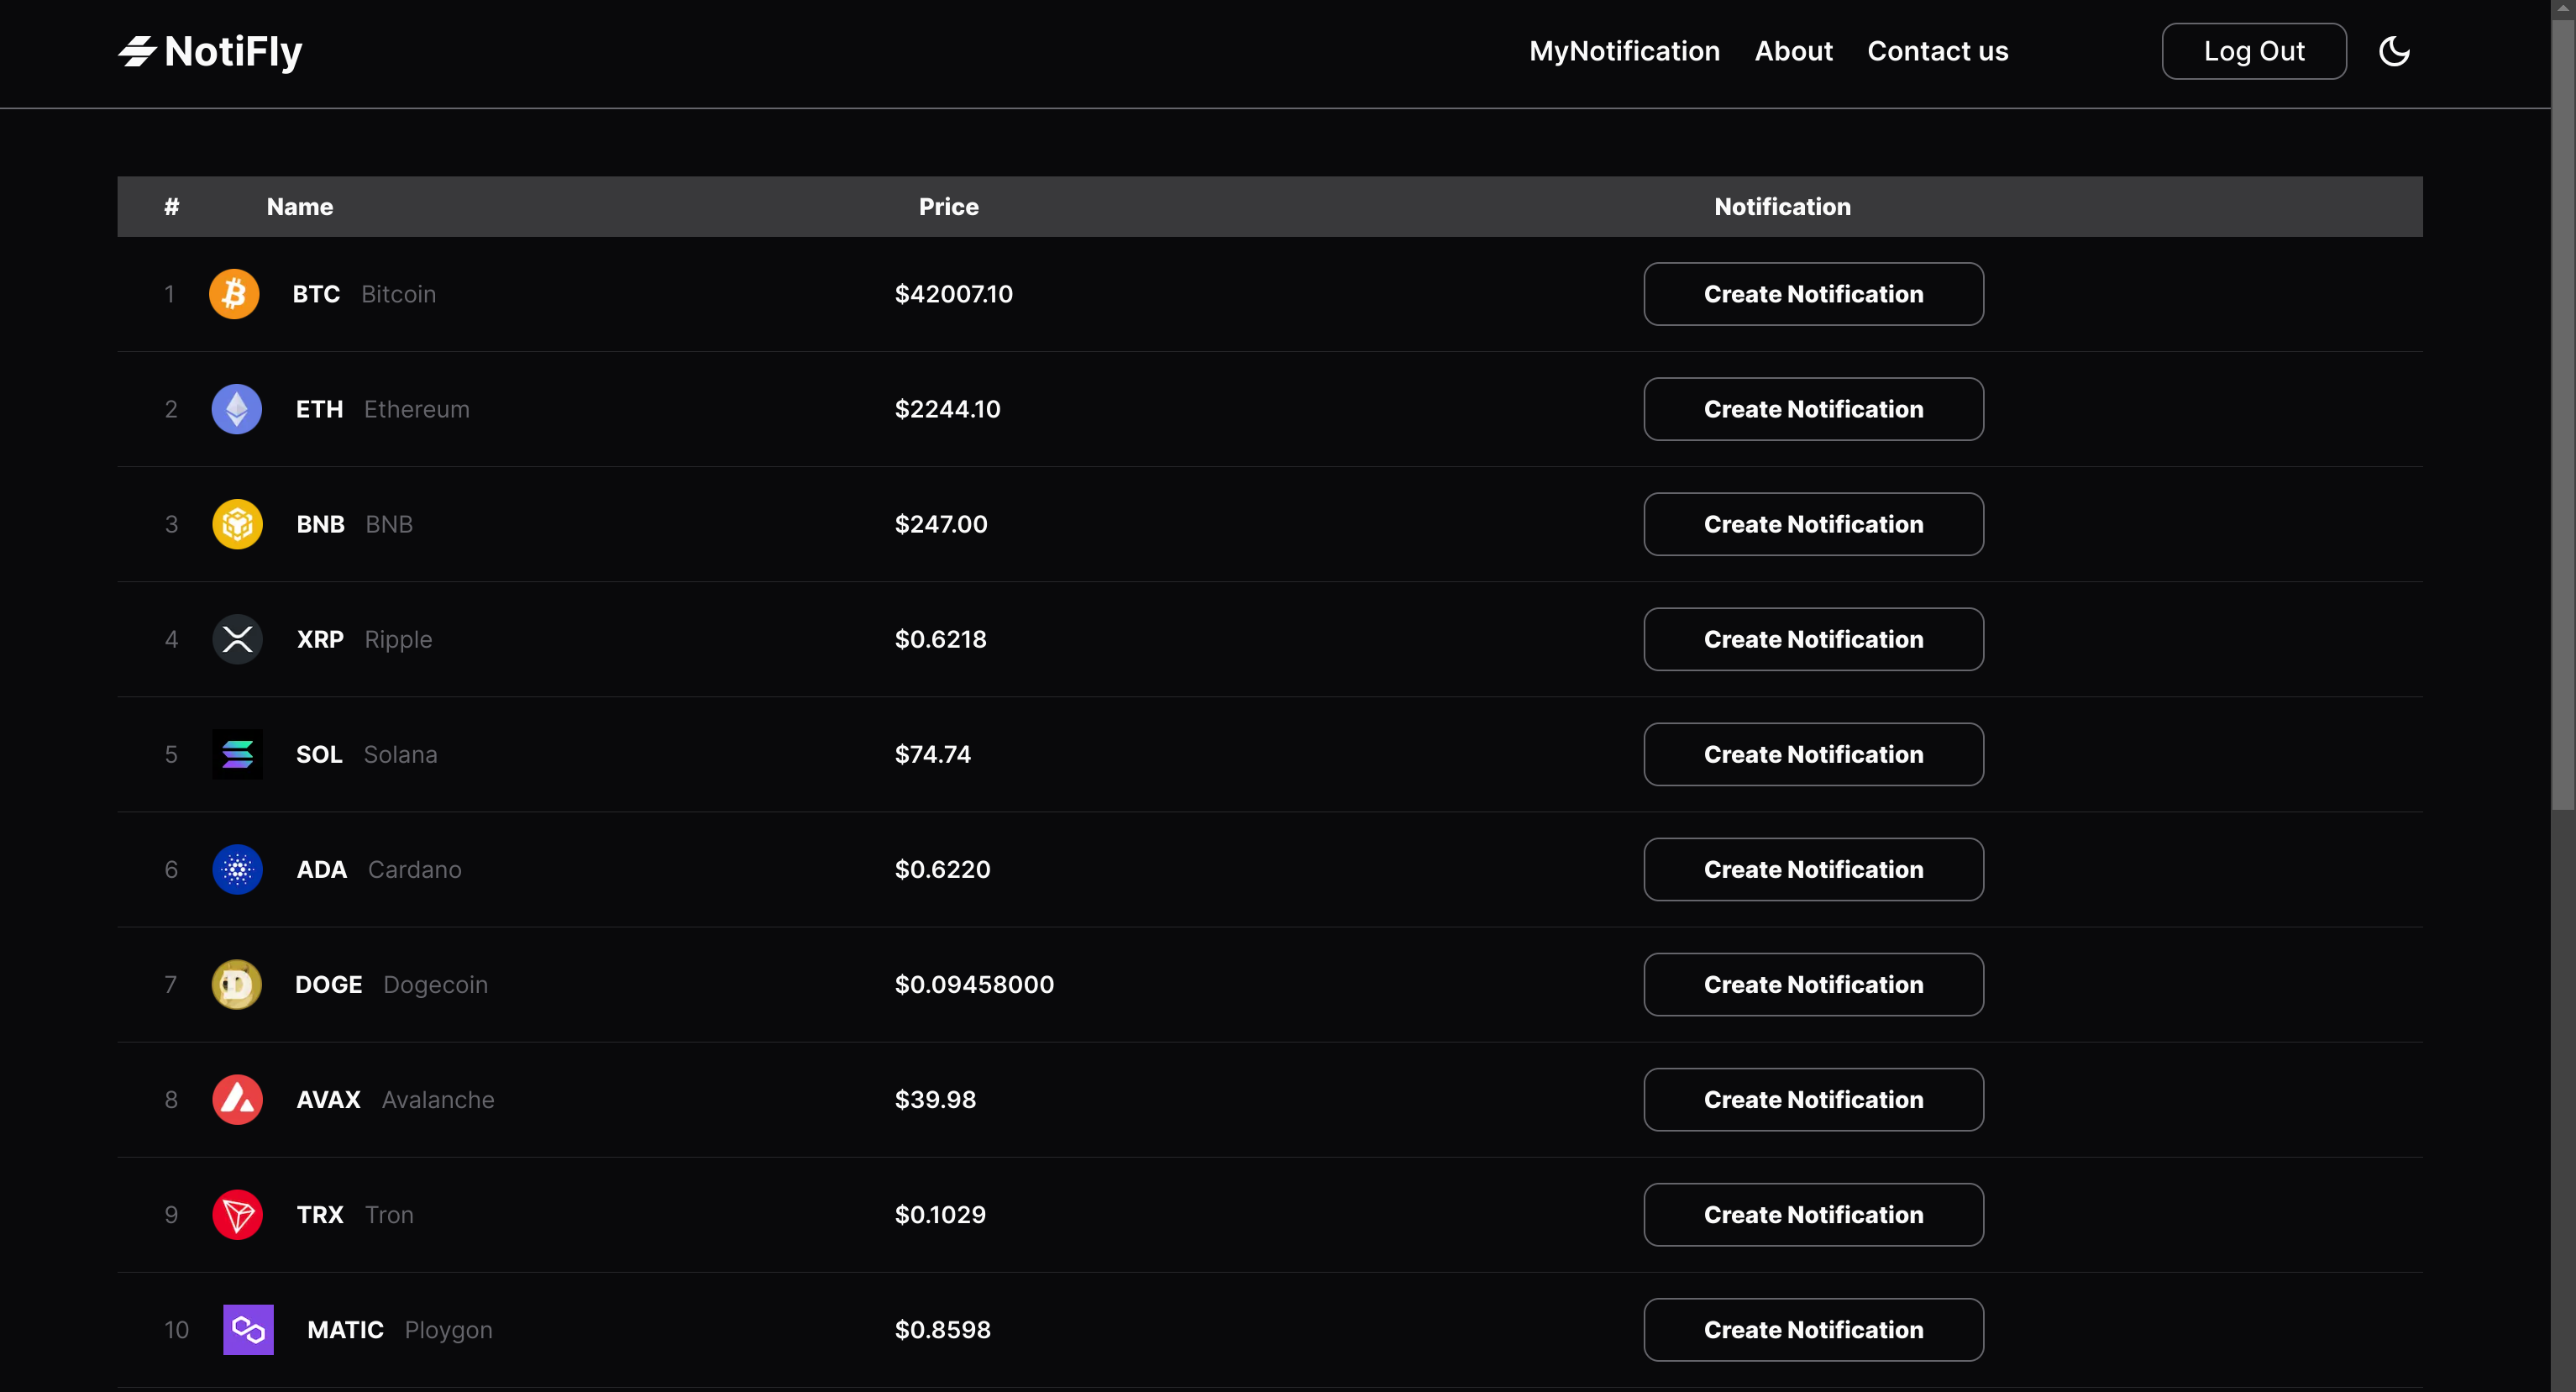 NotiFly MyNotification About Contact us Log Out
# Name Price Notification
1 BTC Bitcoin $42007.10 Create Notification
2 ETH Ethereum $2244.10 Create Notification
3 BNB BNB $247.00 Create Notification
4 XRP Ripple $0.6218 Create Notification
5 SOL Solana $74.74 Create Notification
6 ADA Cardano $0.6220 Create Notification
7 DOGE Dogecoin $0.09458000 Create Notification
8 AVAX Avalanche $39.98 Create Notification
9 TRX Tron $0.1029 Create Notification
10 MATIC Ploygon $0.8598 Create Notification